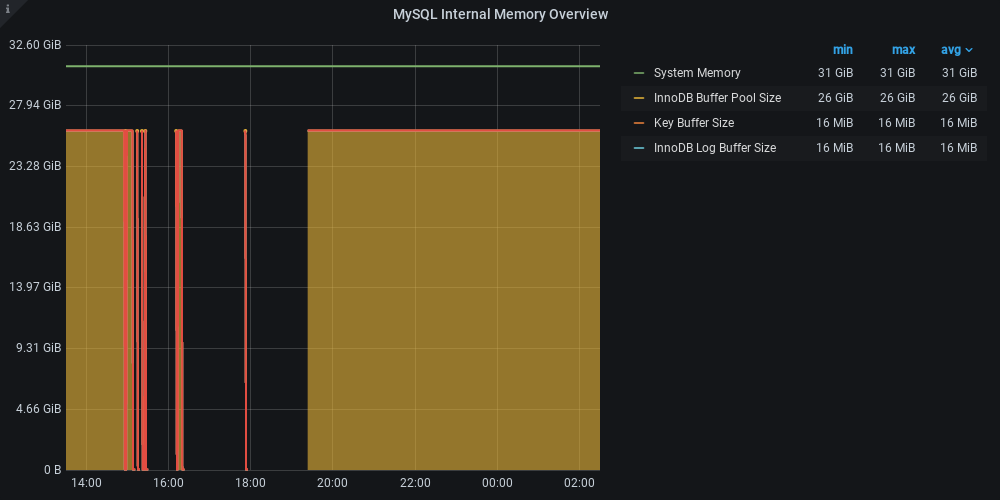 i
MySQL Internal Memory Overview
32.60 GiB
27.94 GiB
23.28 GiB
18.63 GiB
13.97 GiB
9.31 GiB
4.66 GiB
0 B
14:00 16:00 18:00 20:00 22:00 00:00 02:00
min max avg
System Memory 31 GiB 31 GiB 31 GiB
InnoDB Buffer Pool Size 26 GiB 26 GiB 26 GiB
Key Buffer Size 16 MiB 16 MiB 16 MiB
InnoDB Log Buffer Size 16 MiB 16 MiB 16 MiB